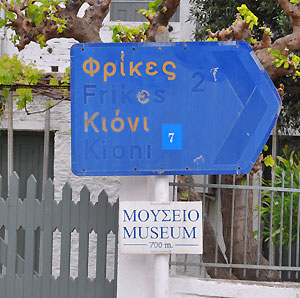 Φρίκες 2
Frikes
Κιόνι
7
Kioni
ΜΟΥΣΕΙΟ
MUSEUM
700 m.